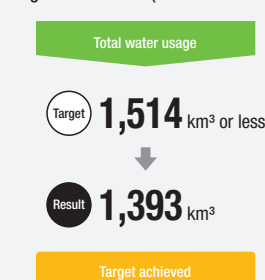 Total water usage
Target 1,514 km³ or less
Result 1,393 km³
Target achieved